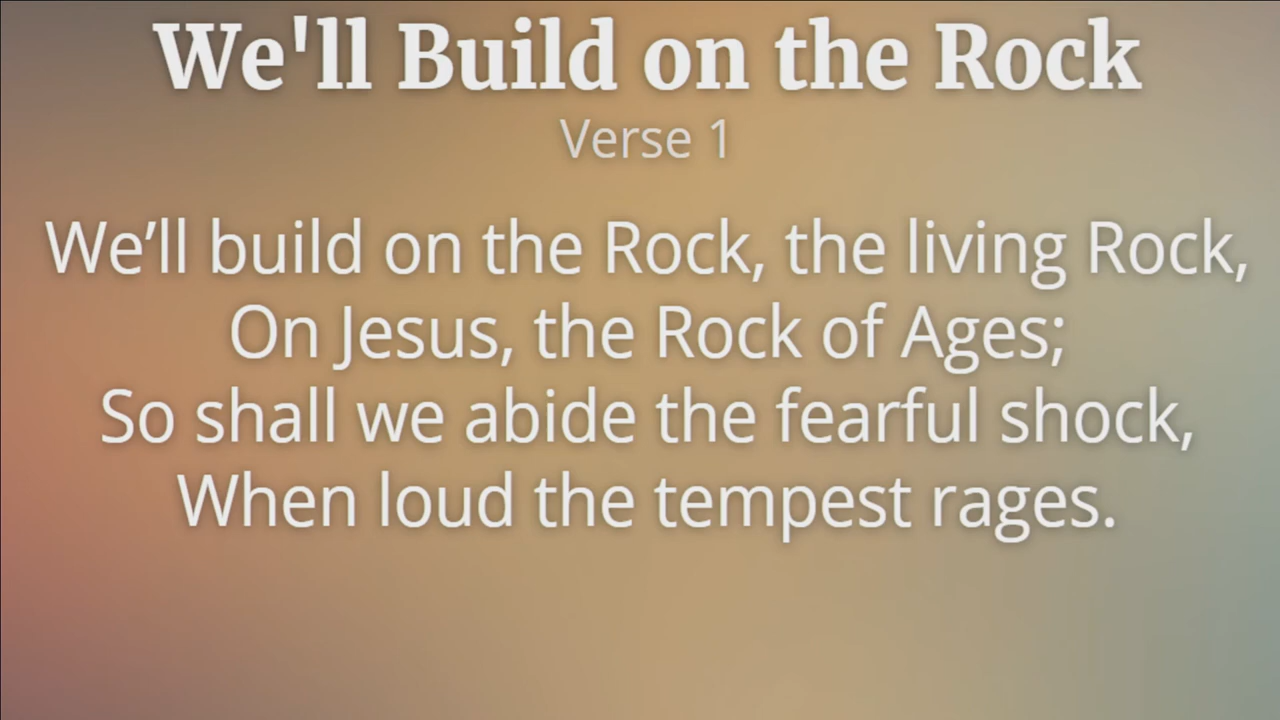 We'll Build on the Rock
Verse 1
We’ll build on the Rock, the living Rock,
On Jesus, the Rock of Ages;
So shall we abide the fearful shock,
When loud the tempest rages.